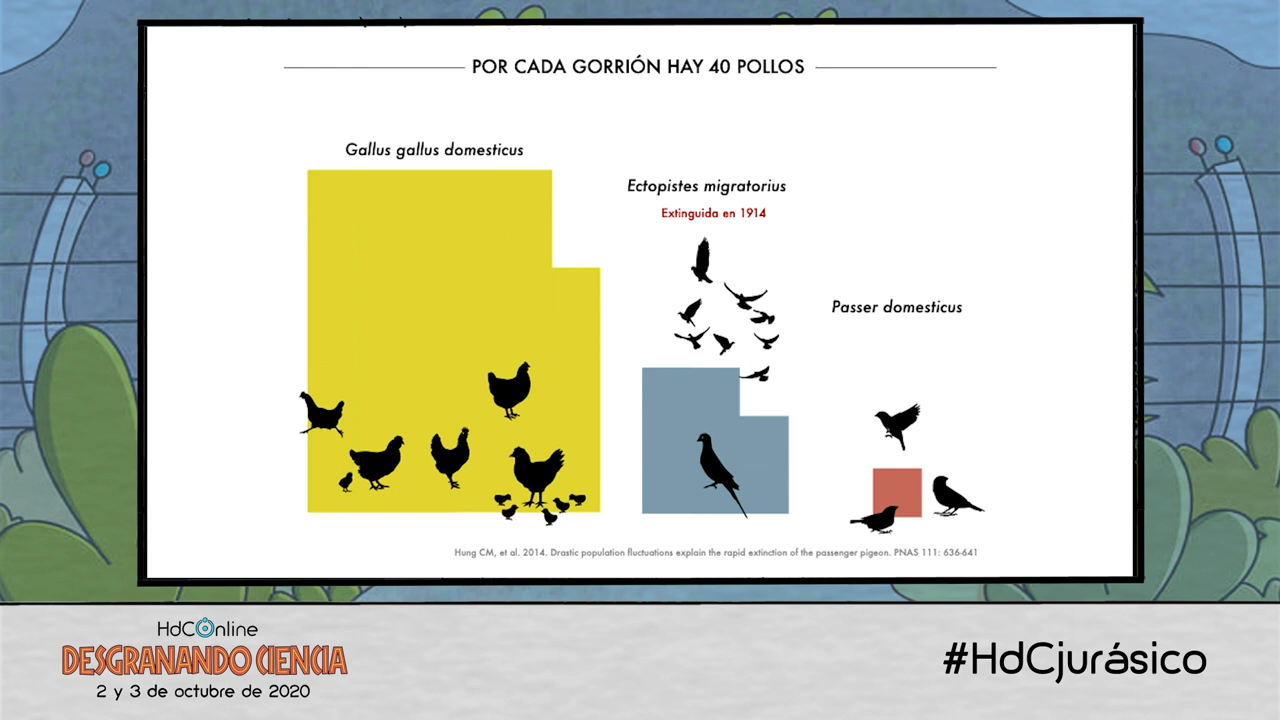 POR CADA GORRIÓN HAY 40 POLLOS
Gallus gallus domesticus
Ectopistes migratorius
Extinguida en 1914
Passer domesticus
Hung CM, et al. 2014. Drastic population fluctuations explain the rapid extinction of the passenger pigeon. PNAS 111: 636-641
HdCOnline
DESGRANANDO CIENCIA
2 y 3 de octubre de 2020
#HdCjurásico